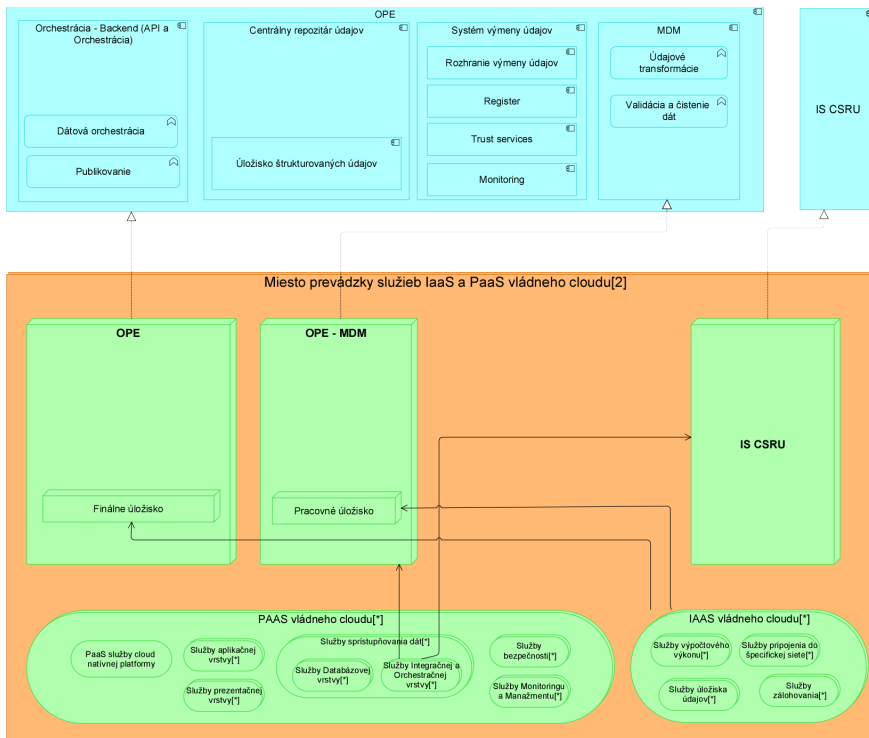 OPE
Orchestrácia - Backend (API a
Orchestrácia)
Dátová orchestrácia
Publikovanie
Centrálny repozitár údajov
Úložisko štrukturovaných údajov
Systém výmeny údajov
Rozhranie výmeny udajov
Register
Trust services
Monitoring
MDM
Údajové
transformácie
Validácia a čistenie
dát
IS CSRU
Miesto prevádzky služieb IaaS a PaaS vládneho cloudu[2]
OPE
Finálne úložisko
OPE - MDM
Pracovné úložisko
IS CSRU
PAAS vládneho cloudu[*]
PaaS služby cloud
natívnej platformy
Služby aplikačnej
vrstvy[*]
Služby prezentačnej
vrstvy[*]
Služby sprístupňovania dát[*]
Služby Databázovej
vrstvy[*]
Služby Integračnej a
Orchestračnej
vrstvy[*]
Služby
bezpečnosti[*]
Služby Monitoringu
a Manažmentu[*]
IAAS vládneho cloudu[*]
Služby výpočtového
výkonu[*]
Služby pripojenia do
špecifickej siete[*]
Služby úložiska
údajov[*]
Služby
zálohovania[*]